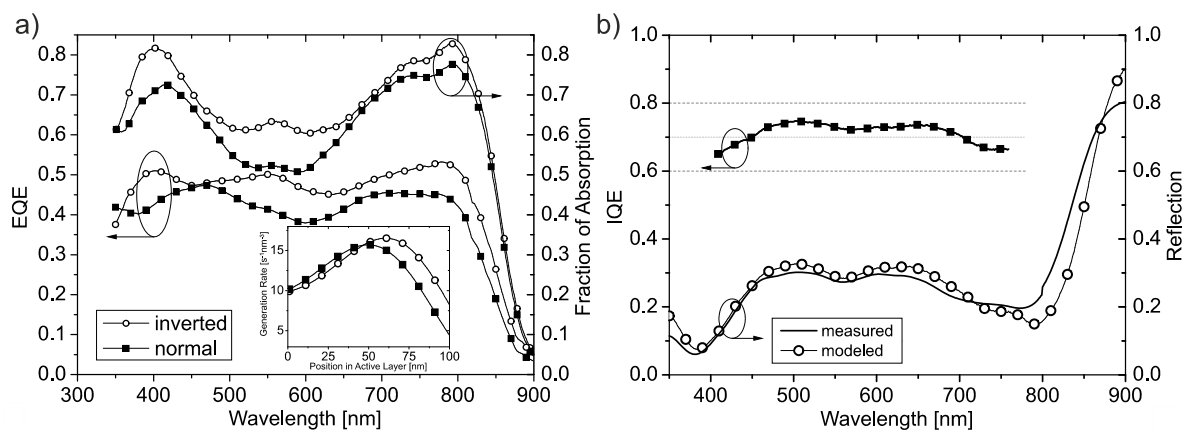 a)
EQE
0.8
0.7
0.6
0.5
0.4
0.3
0.2
0.1
0.0
300 400 500 600 700 800 900
Wavelength [nm]
0.8
0.7
0.6
0.5
0.4
0.3
0.2
0.1
0.0
Fraction of Absorption
inverted
normal
Generation Rate [s⁻¹nm⁻³]
15
10
5
0 25 50 75 100
Position in Active Layer [nm]
b)
IQE
1.0
0.8
0.6
0.4
0.2
0.0
400 500 600 700 800 900
Wavelength [nm]
1.0
0.8
0.6
0.4
0.2
0.0
Reflection
measured
modeled